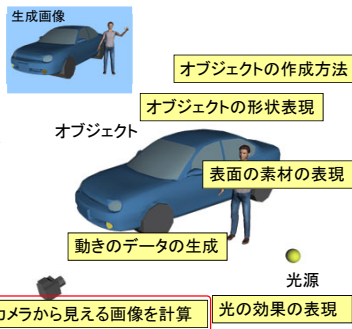 生成画像
オブジェクトの作成方法
オブジェクトの形状表現
オブジェクト
表面の素材の表現
動きのデータの生成
光源
カメラから見える画像を計算
光の効果の表現